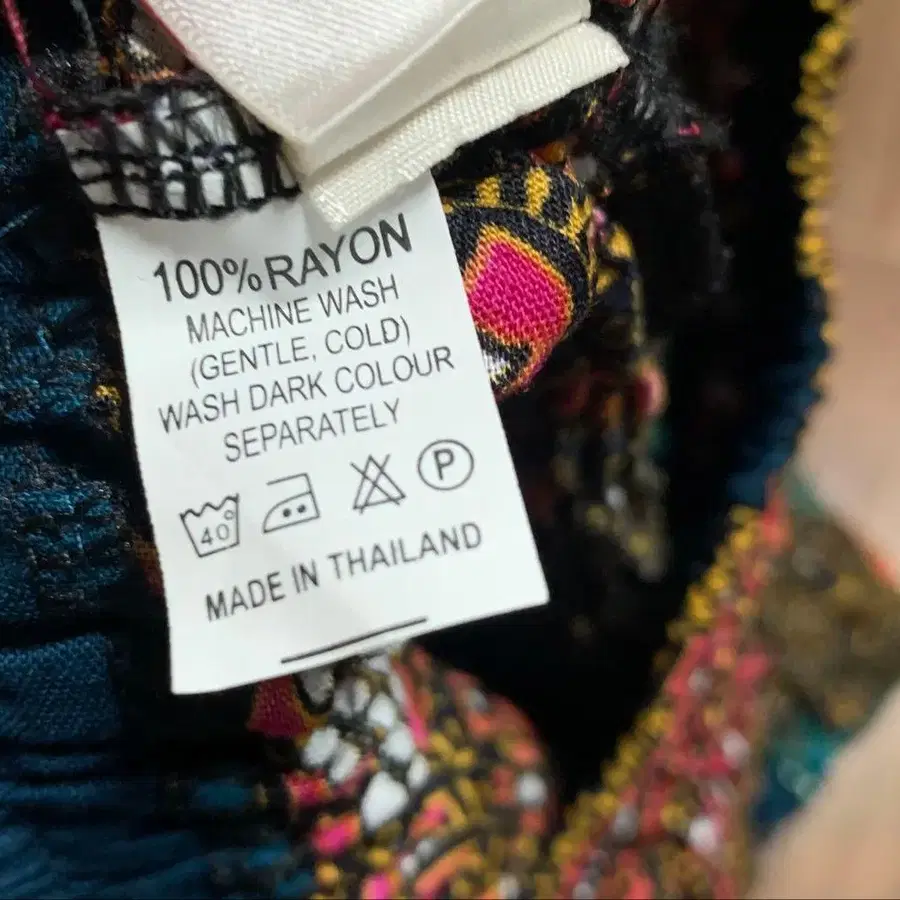 100% RAYON
MACHINE WASH
(GENTLE, COLD)
WASH DARK COLOUR
SEPARATELY
40° P
MADE IN THAILAND